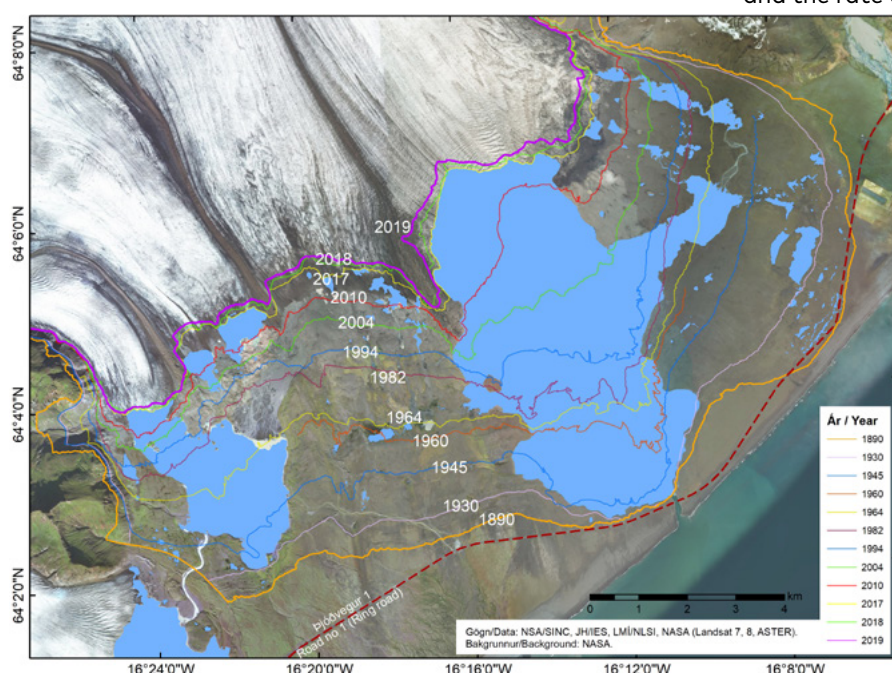 64°8'0"N
64°6'0"N
64°4'0"N
64°2'0"N
2019
2018
2017
2010
2004
1994
1982
1964
1960
1945
1930
1890
Þjóðvegur 1
Road no 1 (Ring road)
0 1 2 3 4
km
Gögn/Data: NSA/SINC, JH/IES, LMÍ/NLSI, NASA (Landsat 7, 8, ASTER).
Bakgrunnur/Background: NASA.
Ár / Year
1890
1930
1945
1960
1964
1982
1994
2004
2010
2017
2018
2019
16°24'0"W 16°20'0"W 16°16'0"W 16°12'0"W 16°8'0"W